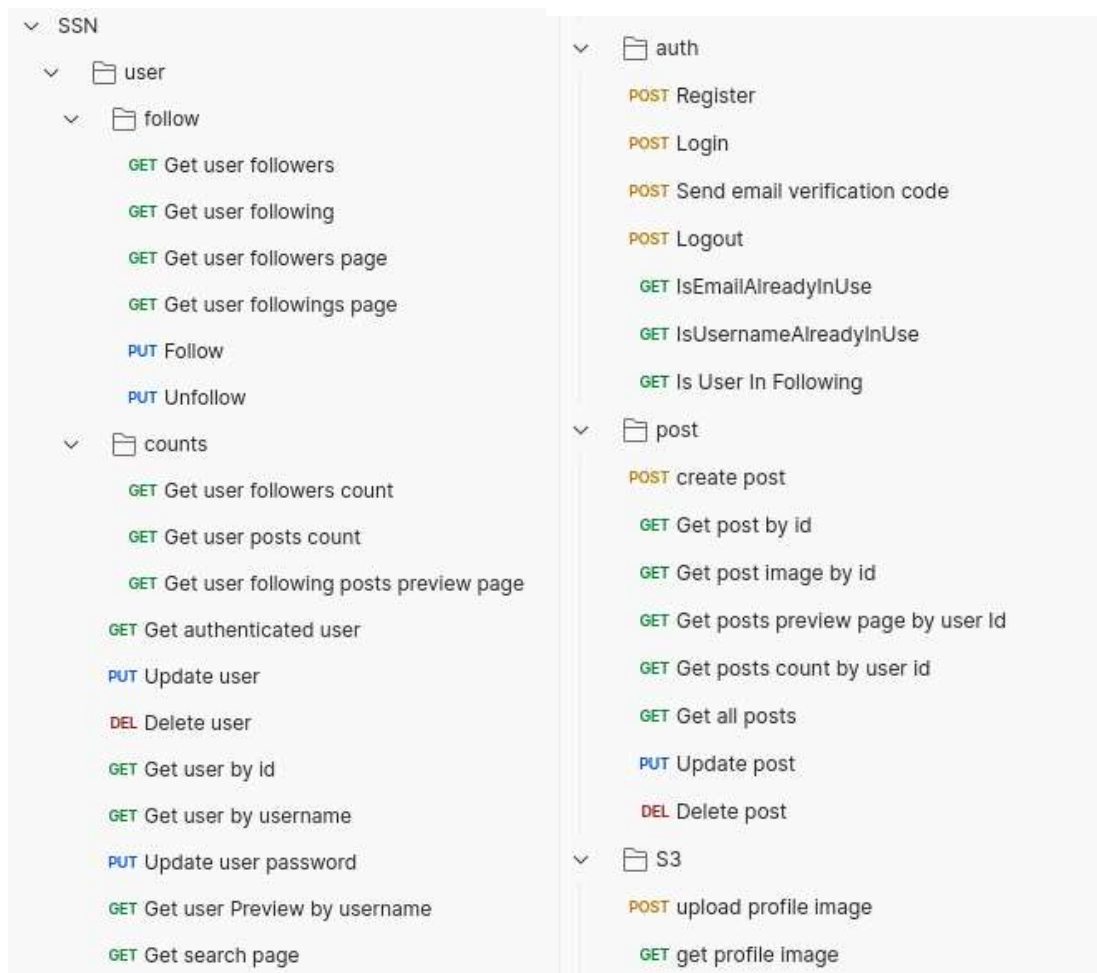 SSN
user
follow
GET Get user followers
GET Get user following
GET Get user followers page
GET Get user followings page
PUT Follow
PUT Unfollow
counts
GET Get user followers count
GET Get user posts count
GET Get user following posts preview page
GET Get authenticated user
PUT Update user
DEL Delete user
GET Get user by id
GET Get user by username
PUT Update user password
GET Get user Preview by username
GET Get search page
auth
POST Register
POST Login
POST Send email verification code
POST Logout
GET IsEmailAlreadyInUse
GET IsUsernameAlreadyInUse
GET Is User In Following
post
POST create post
GET Get post by id
GET Get post image by id
GET Get posts preview page by user Id
GET Get posts count by user id
GET Get all posts
PUT Update post
DEL Delete post
S3
POST upload profile image
GET get profile image